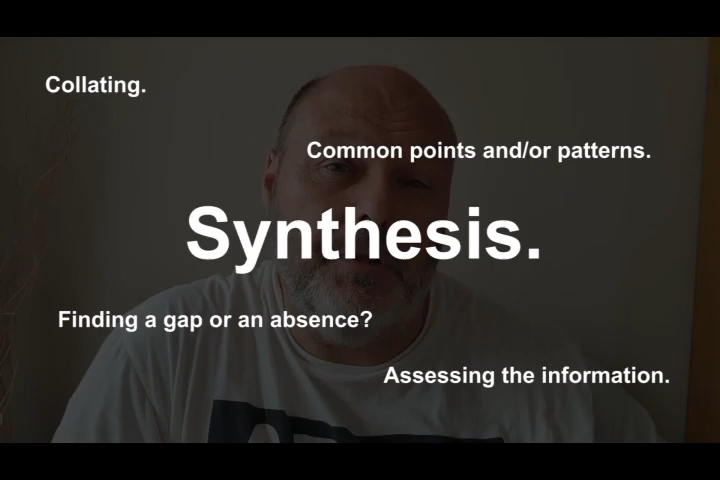 Collating.
Common points and/or patterns.
Synthesis.
Finding a gap or an absence?
Assessing the information.